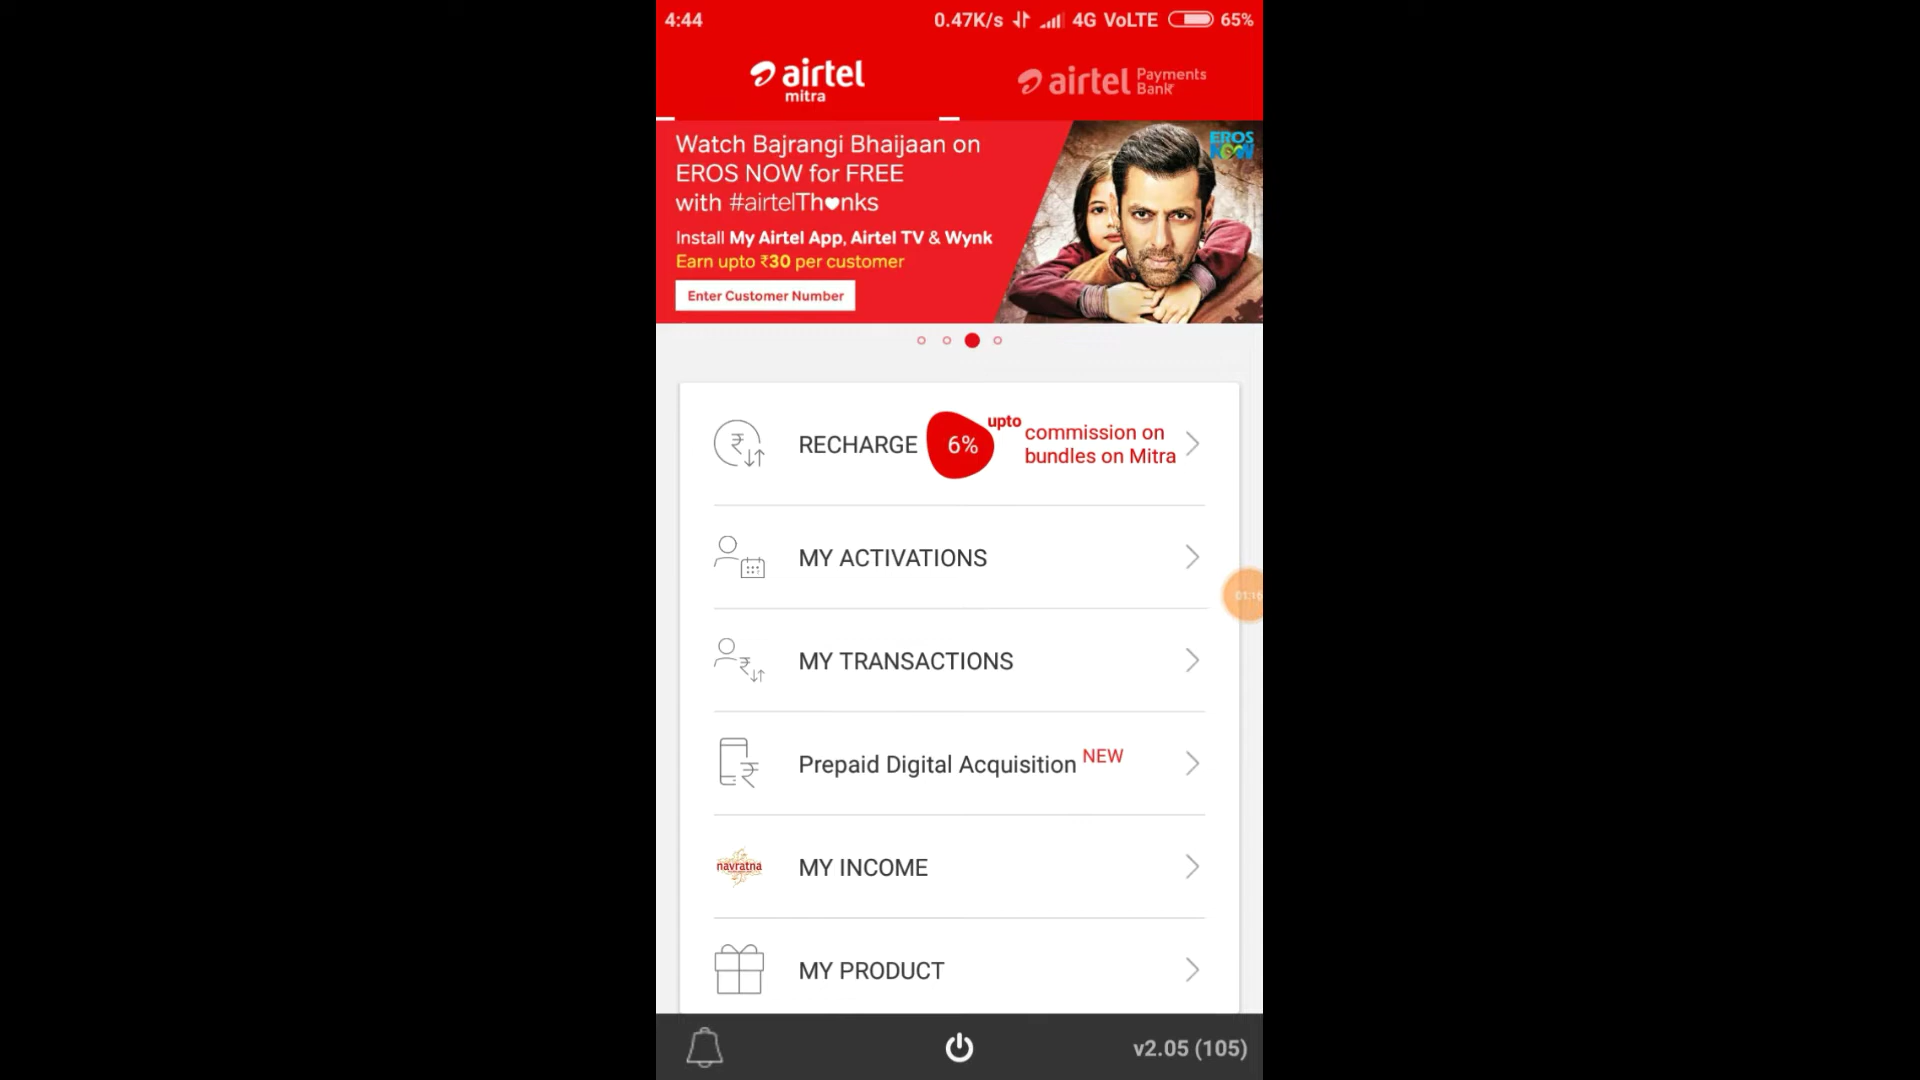 4:44
0.47K/s 4G VoLTE 65%
airtel
mitra
airtel Payments
Bank
Watch Bajrangi Bhaijaan on
EROS NOW for FREE
with #airtelTh♥nks
Install My Airtel App, Airtel TV & Wynk
Earn upto ₹30 per customer
Enter Customer Number
EROS
NOW
RECHARGE 6% upto commission on
bundles on Mitra
MY ACTIVATIONS
01:16
MY TRANSACTIONS
Prepaid Digital Acquisition NEW
navratna
MY INCOME
MY PRODUCT
v2.05 (105)